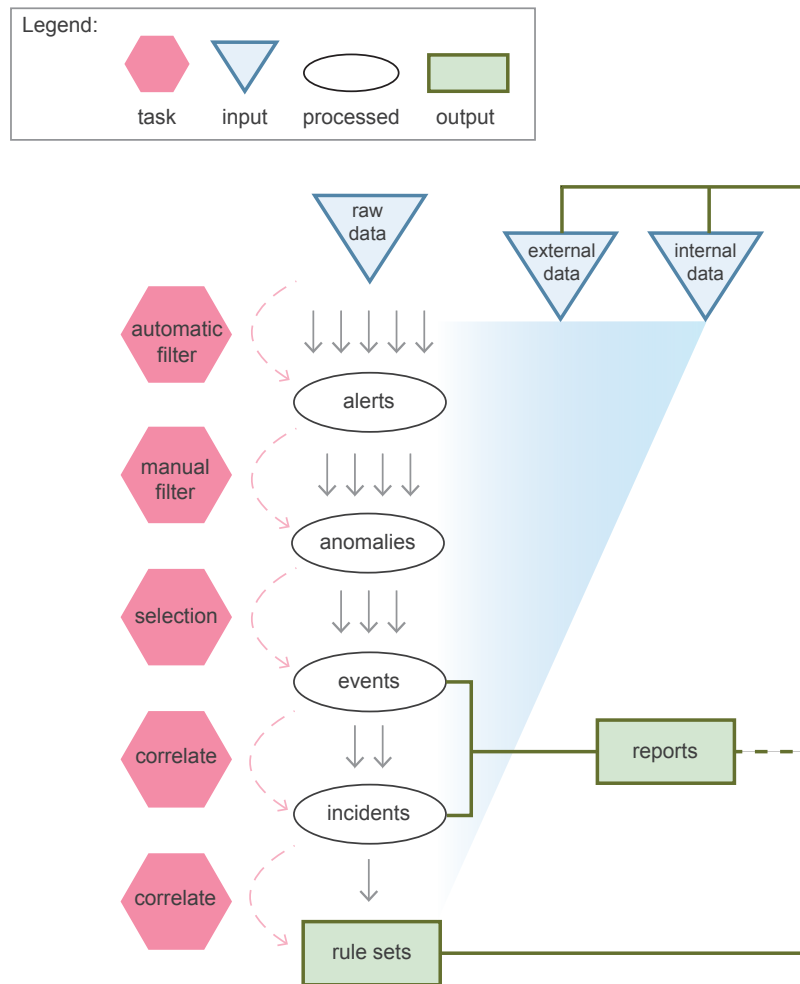 Legend:
task
input
processed
output
raw
data
external
data
internal
data
automatic
filter
alerts
manual
filter
anomalies
selection
events
correlate
reports
incidents
correlate
rule sets